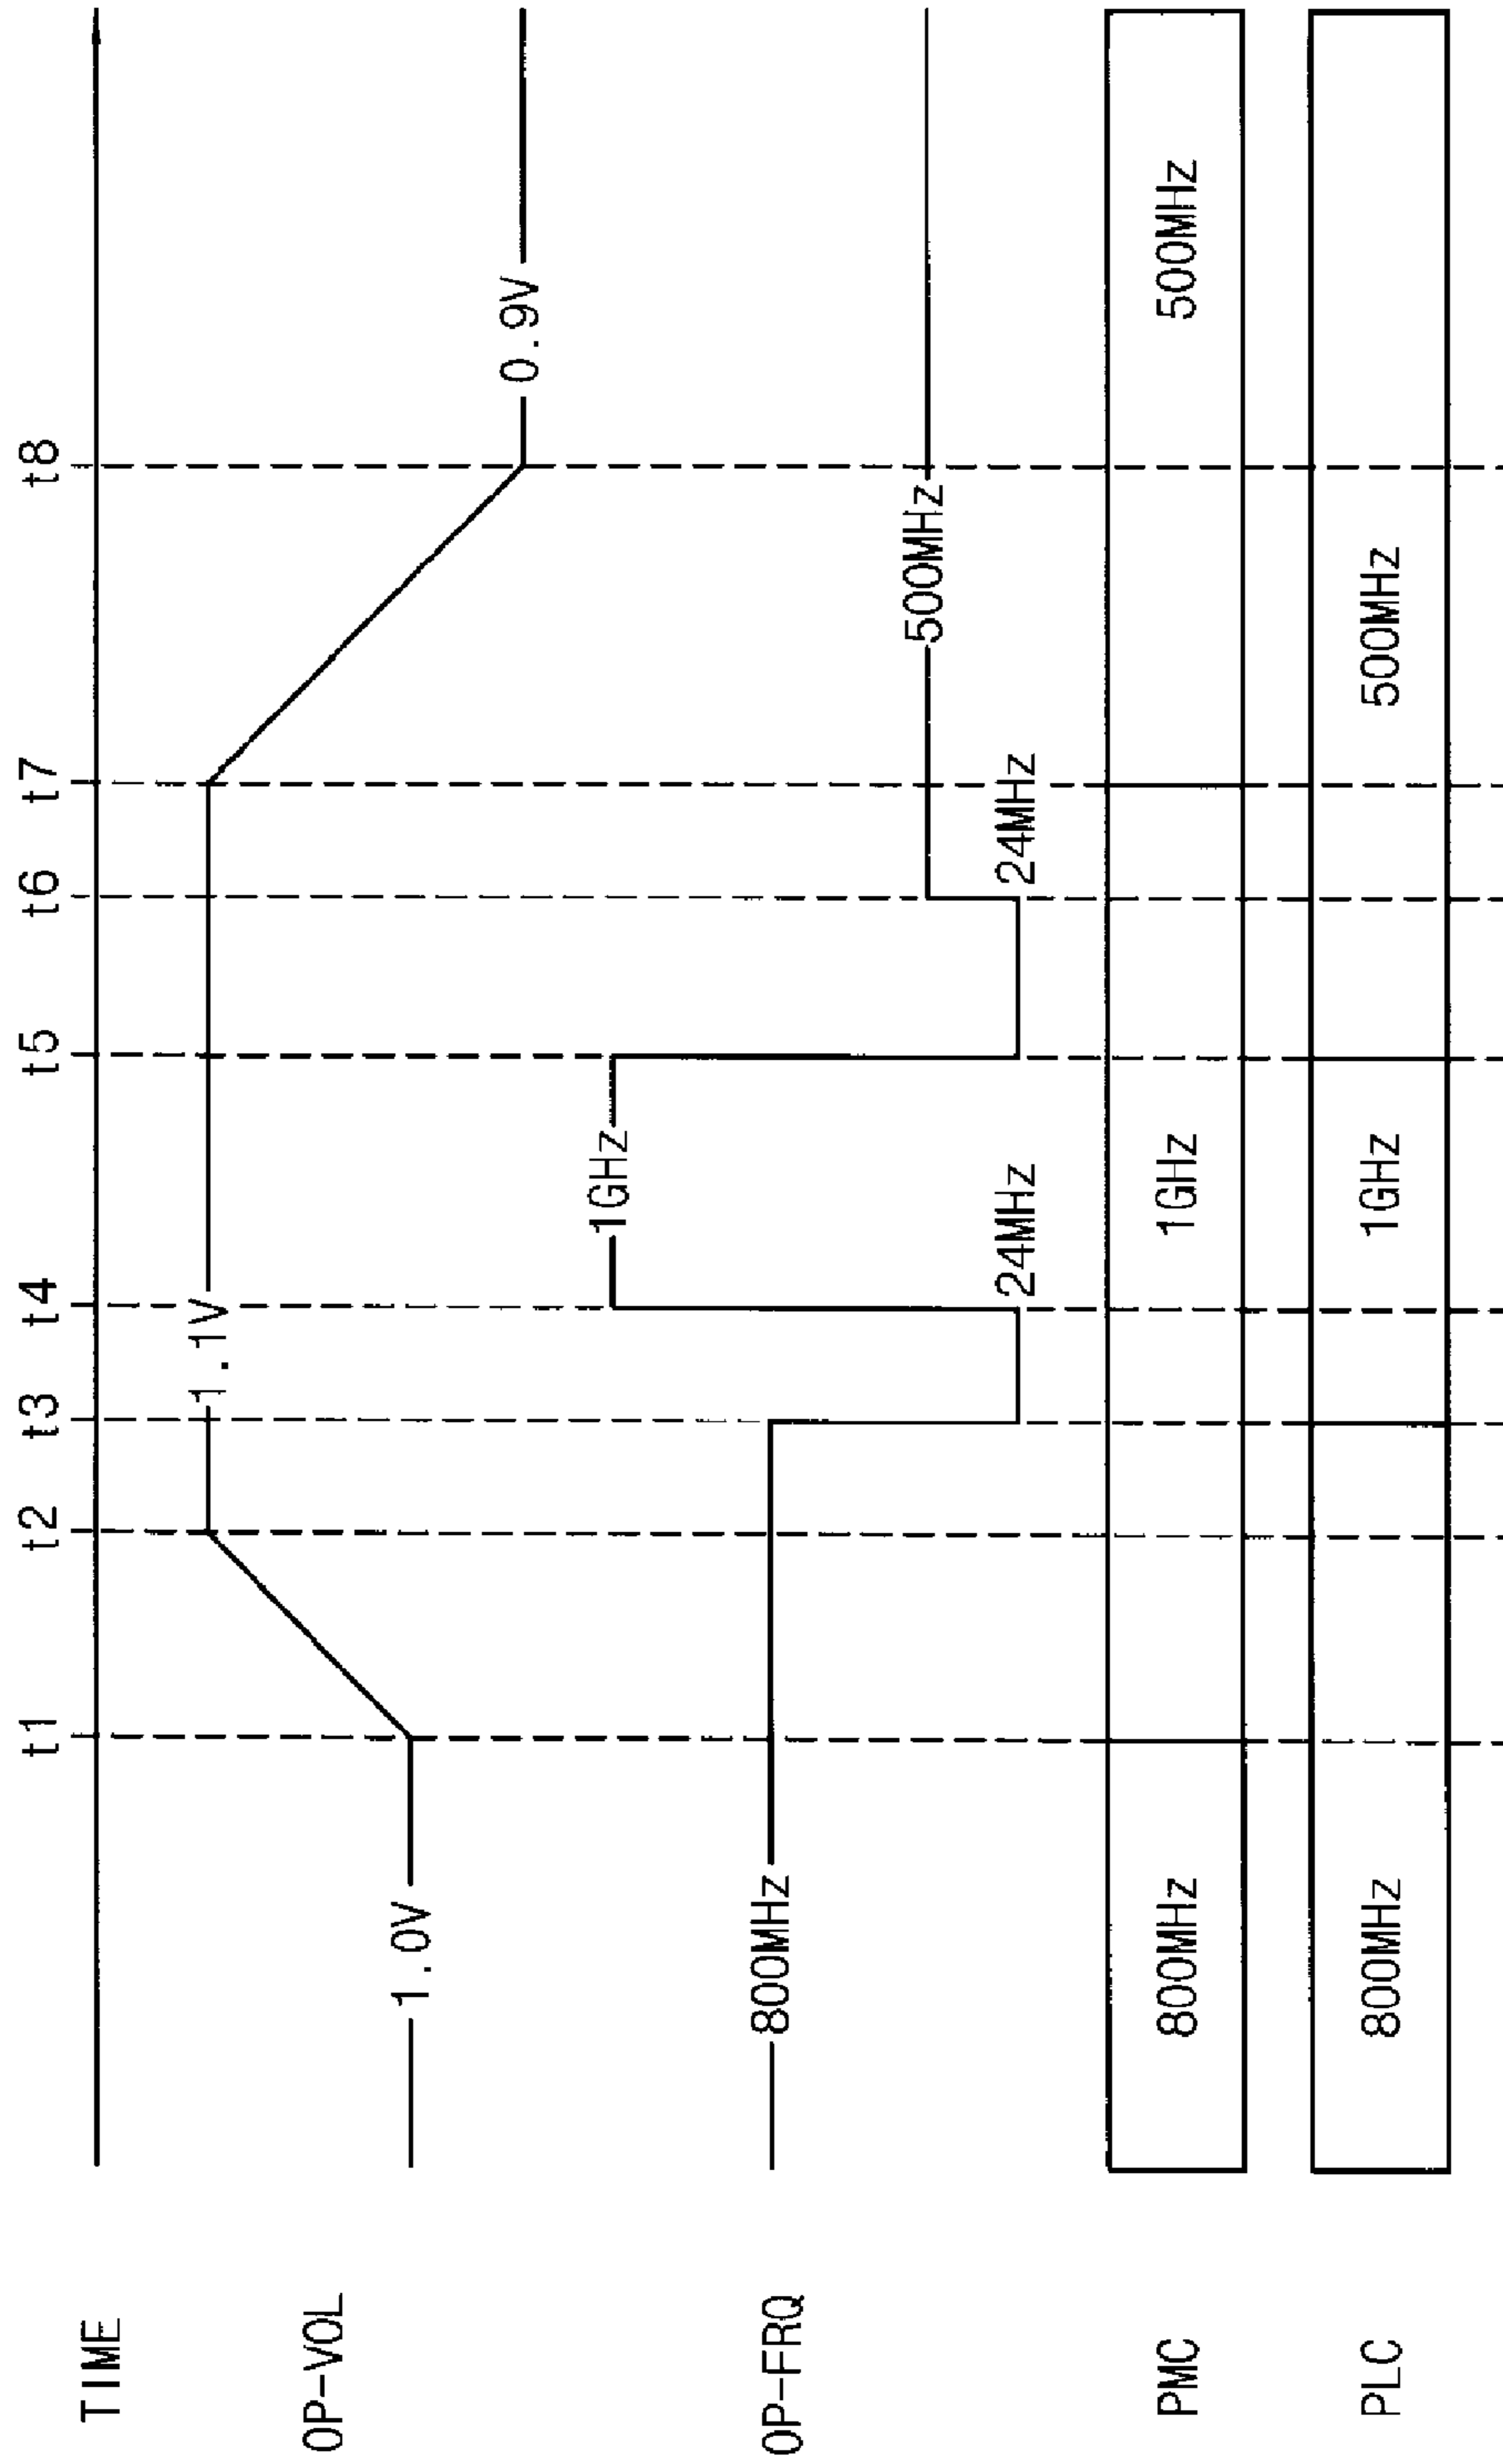 TIME t1 t2 t3 t4 t5 t6 t7 t8
OP-VOL 1.0V 1.1V 0.9V
OP-FRQ 800MHz 24MHz 1GHz 24MHz 500MHz
PMC 800MHz 1GHz 500MHz
PLC 800MHz 1GHz 500MHz